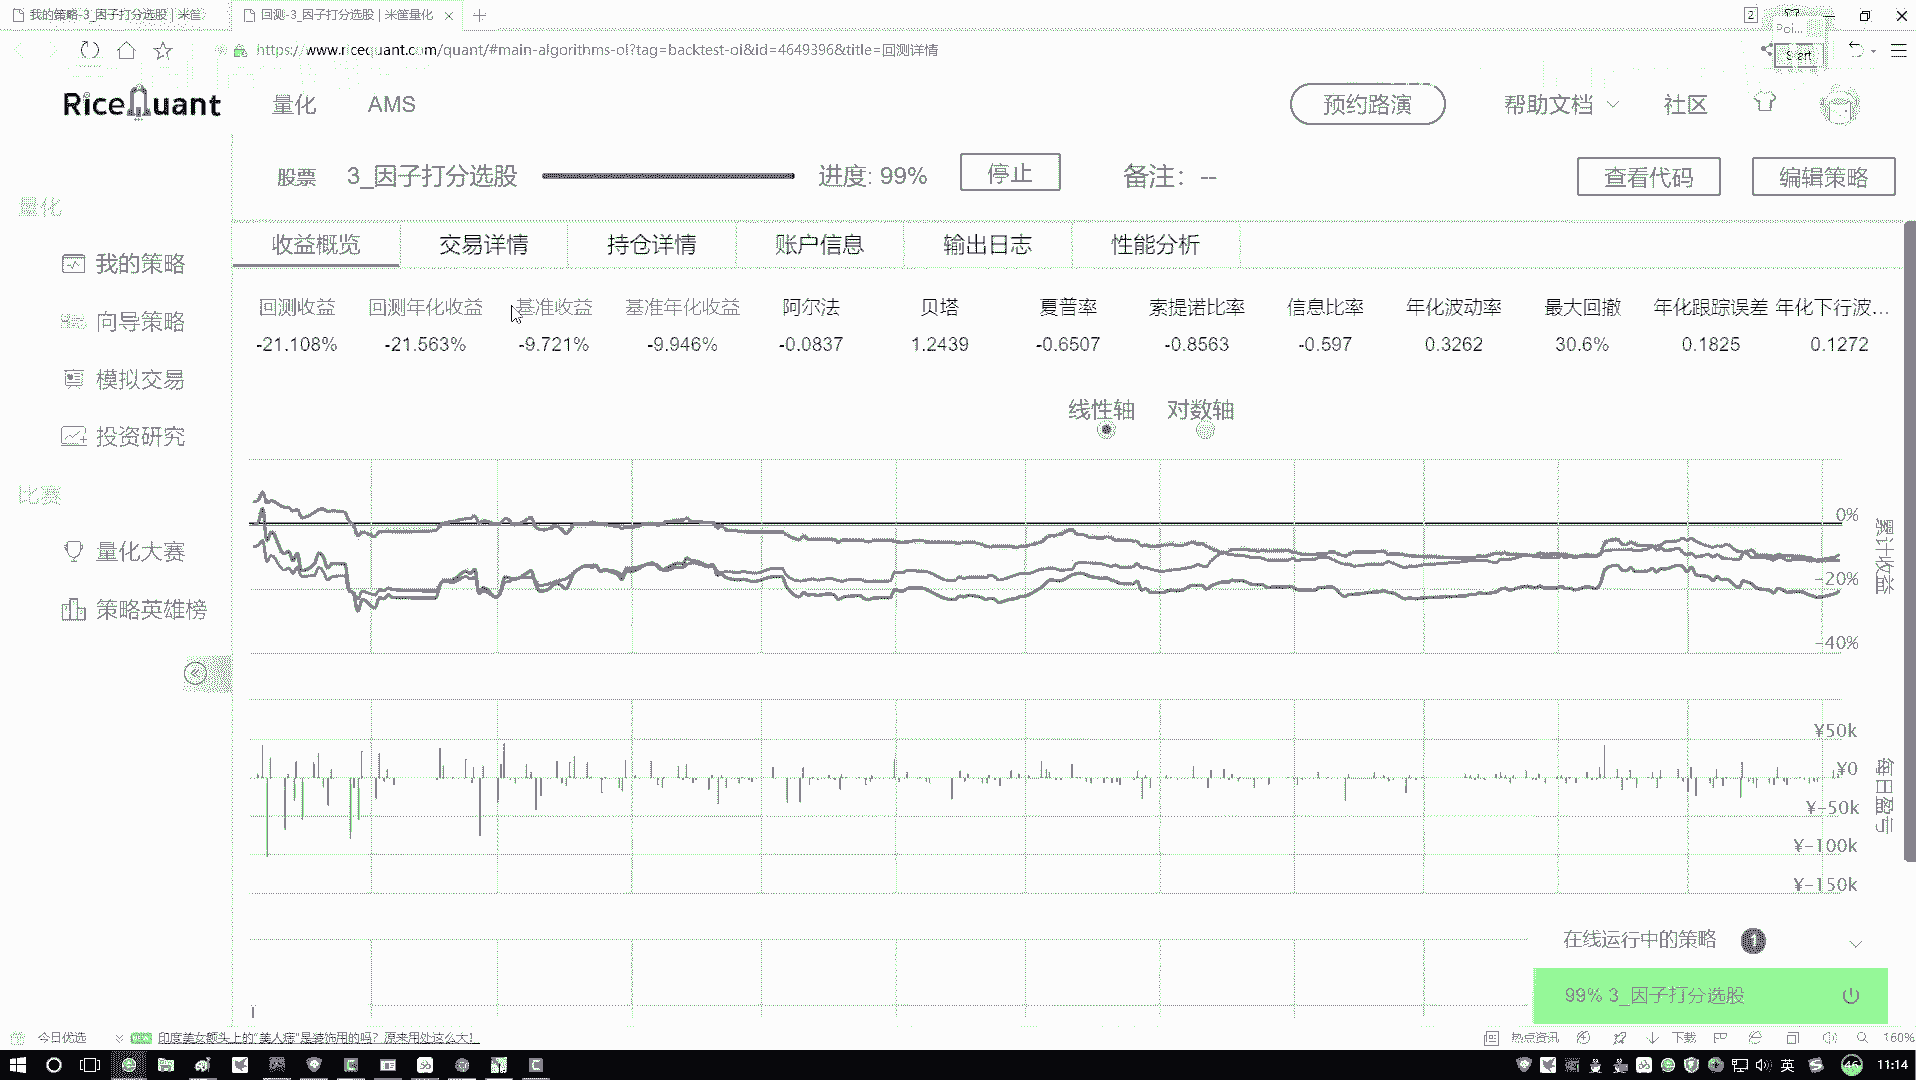 我的策略-3_因子打分选股 | 米筐
回测-3_因子打分选股 | 米筐量化
2
https://www.ricequant.com/quant/#main-algorithms-ol?tag=backtest-ol&id=4649396&title=回测详情
Poi...
Start
RiceQuant
量化
AMS
预约路演
帮助文档
社区
股票
3_因子打分选股
进度: 99%
停止
备注： --
查看代码
编辑策略
量化
我的策略
向导策略
模拟交易
投资研究
比赛
量化大赛
策略英雄榜
收益概览
交易详情
持仓详情
账户信息
输出日志
性能分析
回测收益 回测年化收益 基准收益 基准年化收益 阿尔法 贝塔 夏普率 索提诺比率 信息比率 年化波动率 最大回撤 年化跟踪误差 年化下行波...
-21.108% -21.563% -9.721% -9.946% -0.0837 1.2439 -0.6507 -0.8563 -0.597 0.3262 30.6% 0.1825 0.1272
线性轴 对数轴
0%
-20%
-40%
累计收益
¥50k
¥0
¥-50k
¥-100k
¥-150k
每日盈亏
在线运行中的策略 1
99% 3_因子打分选股
今日优选
印度美女额头上的"美人痣"是装饰用的吗？原来用处这么大！
热点资讯
下载
160%
英
46
11:14